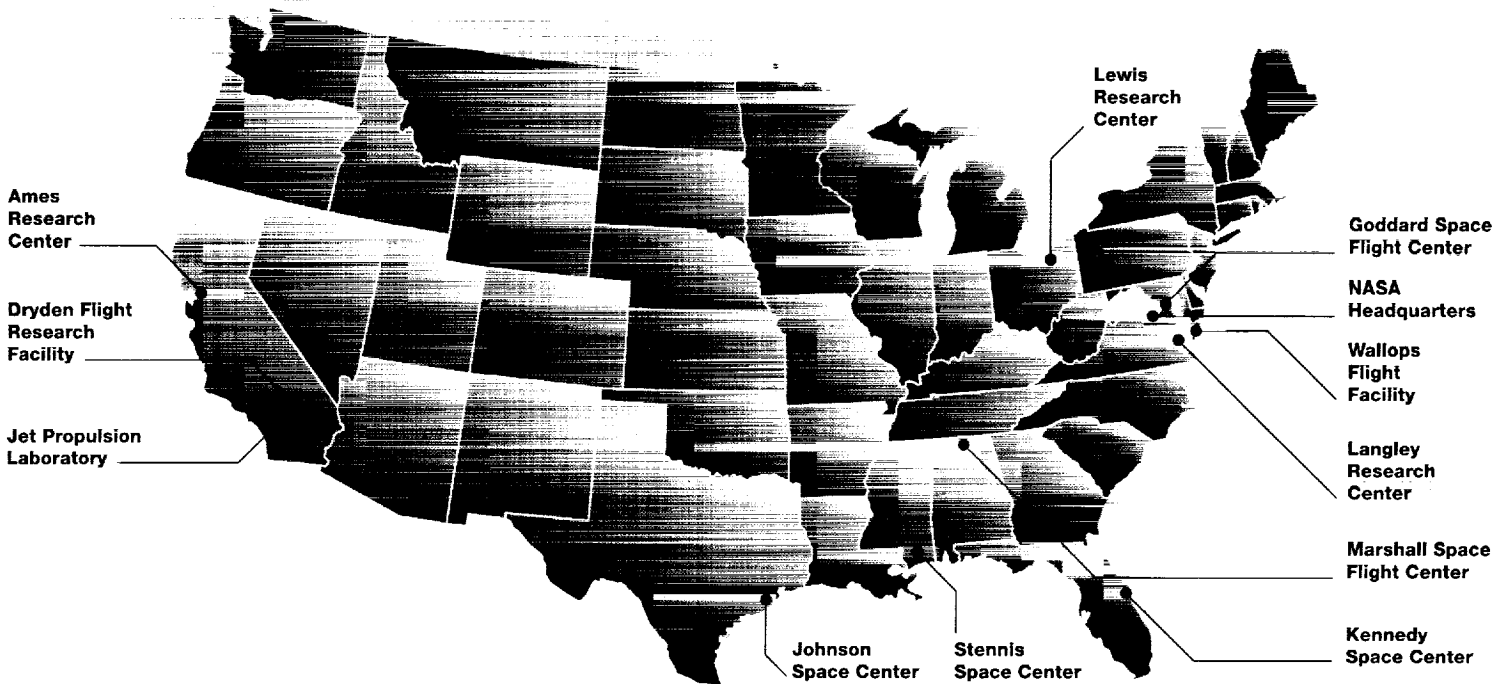 Lewis
Research
Center
Ames
Research
Center
Dryden Flight
Research
Facility
Jet Propulsion
Laboratory
Goddard Space
Flight Center
NASA
Headquarters
Wallops
Flight
Facility
Langley
Research
Center
Marshall Space
Flight Center
Kennedy
Space Center
Johnson
Space Center
Stennis
Space Center